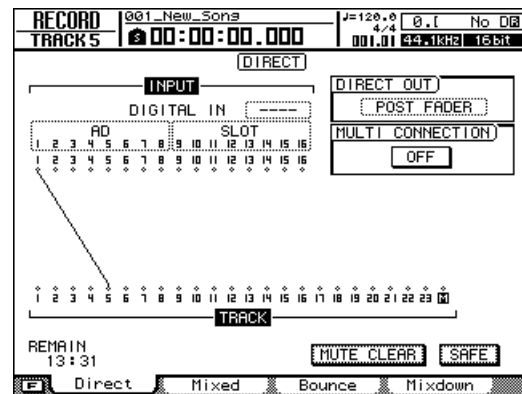 RECORD 001_New_Song J=120.0 0.[ No D
TRACK 5 S 00:00:00.000 4/4 001.01 44.1kHz 16bit
DIRECT
INPUT DIRECT OUT
DIGITAL IN ---- POST FADER
AD SLOT MULTI CONNECTION
1 2 3 4 5 6 7 8 9 10 11 12 13 14 15 16 OFF
1 2 3 4 5 6 7 8 9 10 11 12 13 14 15 16
1 2 3 4 5 6 7 8 9 10 11 12 13 14 15 16 17 18 19 20 21 22 23 M
TRACK
REMAIN
13:31 MUTE CLEAR SAFE
F Direct Mixed Bounce Mixdown